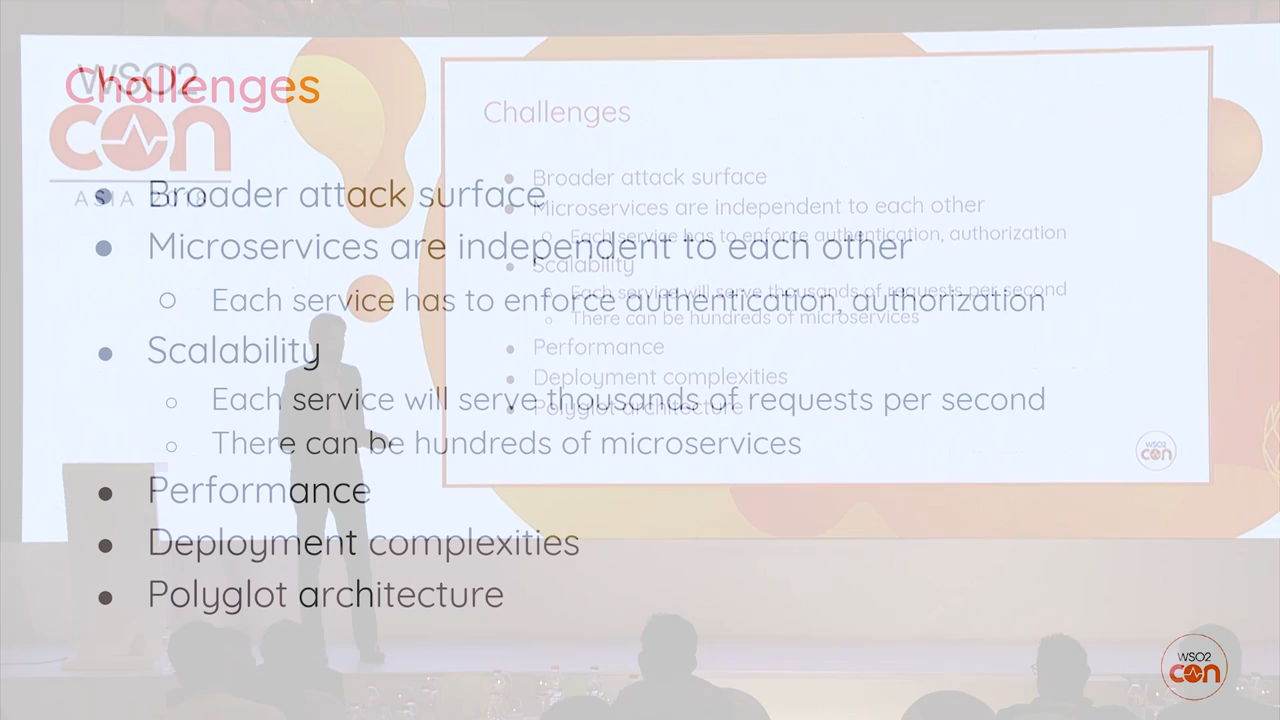 Challenges
Broader attack surface
Microservices are independent to each other
Each service has to enforce authentication, authorization
Scalability
Each service will serve thousands of requests per second
There can be hundreds of microservices
Performance
Deployment complexities
Polyglot architecture
WSO2
con
ASIA 2018
Challenges
Broader attack surface
Microservices are independent to each other
Each service has to enforce authentication, authorization
Scalability
Each service will serve thousands of requests per second
There can be hundreds of microservices
Performance
Deployment complexities
Polyglot architecture
WSO2
con
WSO2
con